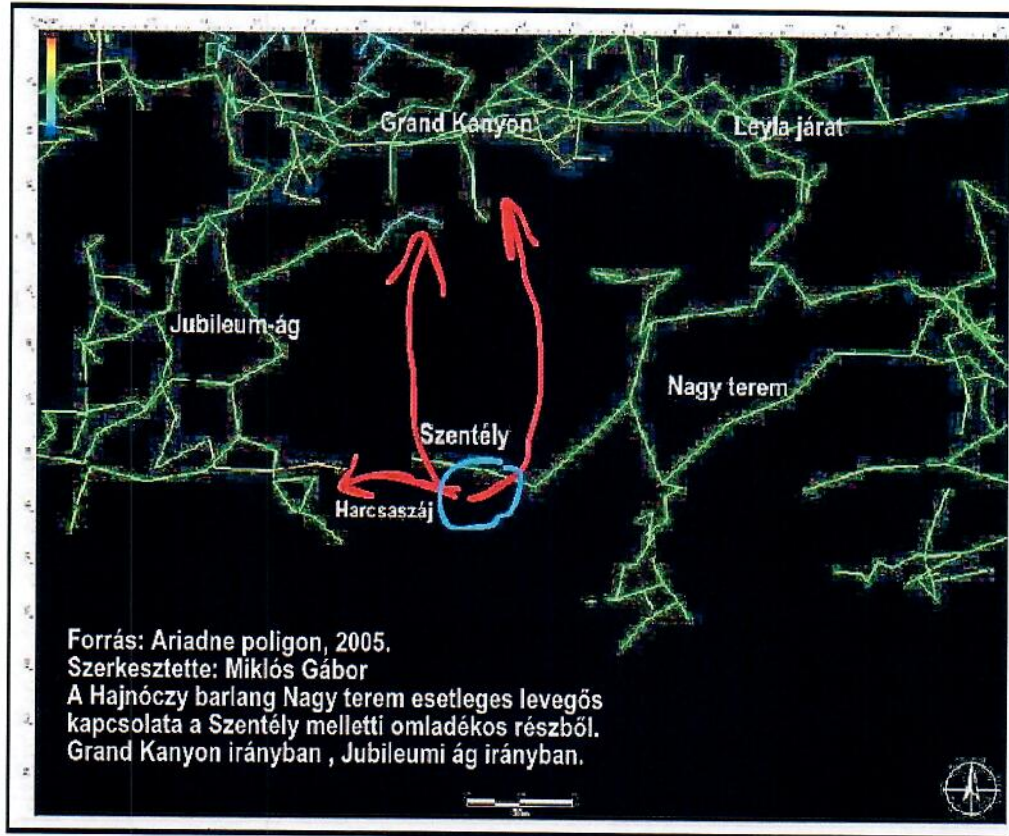 Grand Kanyon
Leyla járat
Jubileum-ág
Nagy terem
Szentély
Harcsaszáj
Forrás: Ariadne poligon, 2005.
Szerkesztette: Miklós Gábor
A Hajnóczy barlang Nagy terem esetleges levegős
kapcsolata a Szentély melletti omladékos részből.
Grand Kanyon irányban , Jubileumi ág irányban.